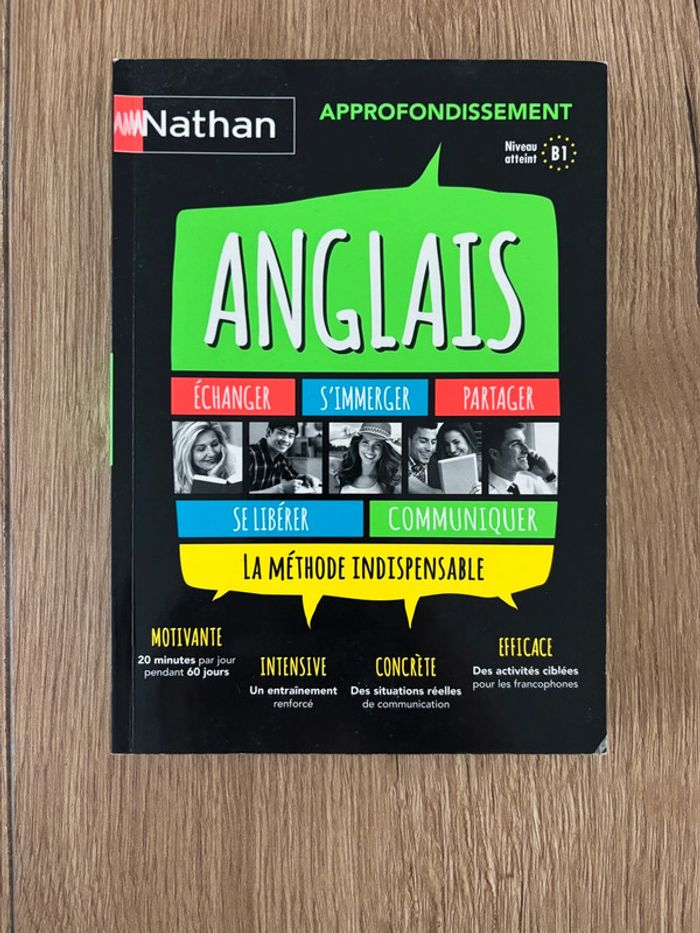 Nathan
APPROFONDISSEMENT
Niveau
atteint
B1
ANGLAIS
ÉCHANGER
S'IMMERGER
PARTAGER
SE LIBÉRER
COMMUNIQUER
LA MÉTHODE INDISPENSABLE
MOTIVANTE
20 minutes par jour
pendant 60 jours
INTENSIVE
Un entraînement
renforcé
CONCRÈTE
Des situations réelles
de communication
EFFICACE
Des activités ciblées
pour les francophones